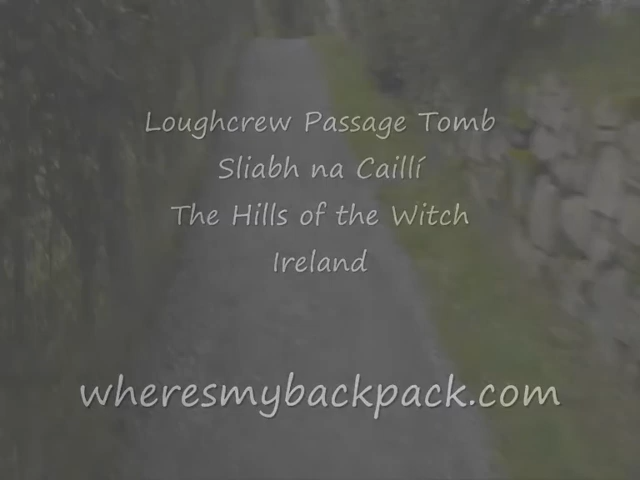 Loughcrew Passage Tomb
Sliabh na Caillí
The Hills of the Witch
Ireland
wheresmybackpack.com